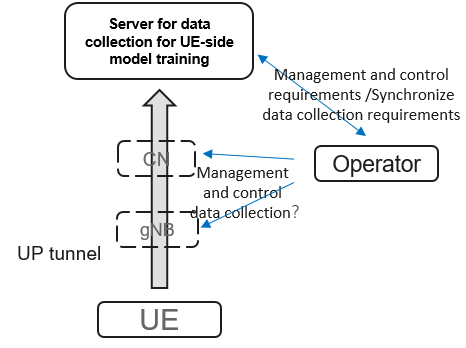 Server for data
collection for UE-side
model training
Management and control
requirements /Synchronize
data collection requirements
CN
Operator
Management
and control
data collection？
gNB
UP tunnel
UE